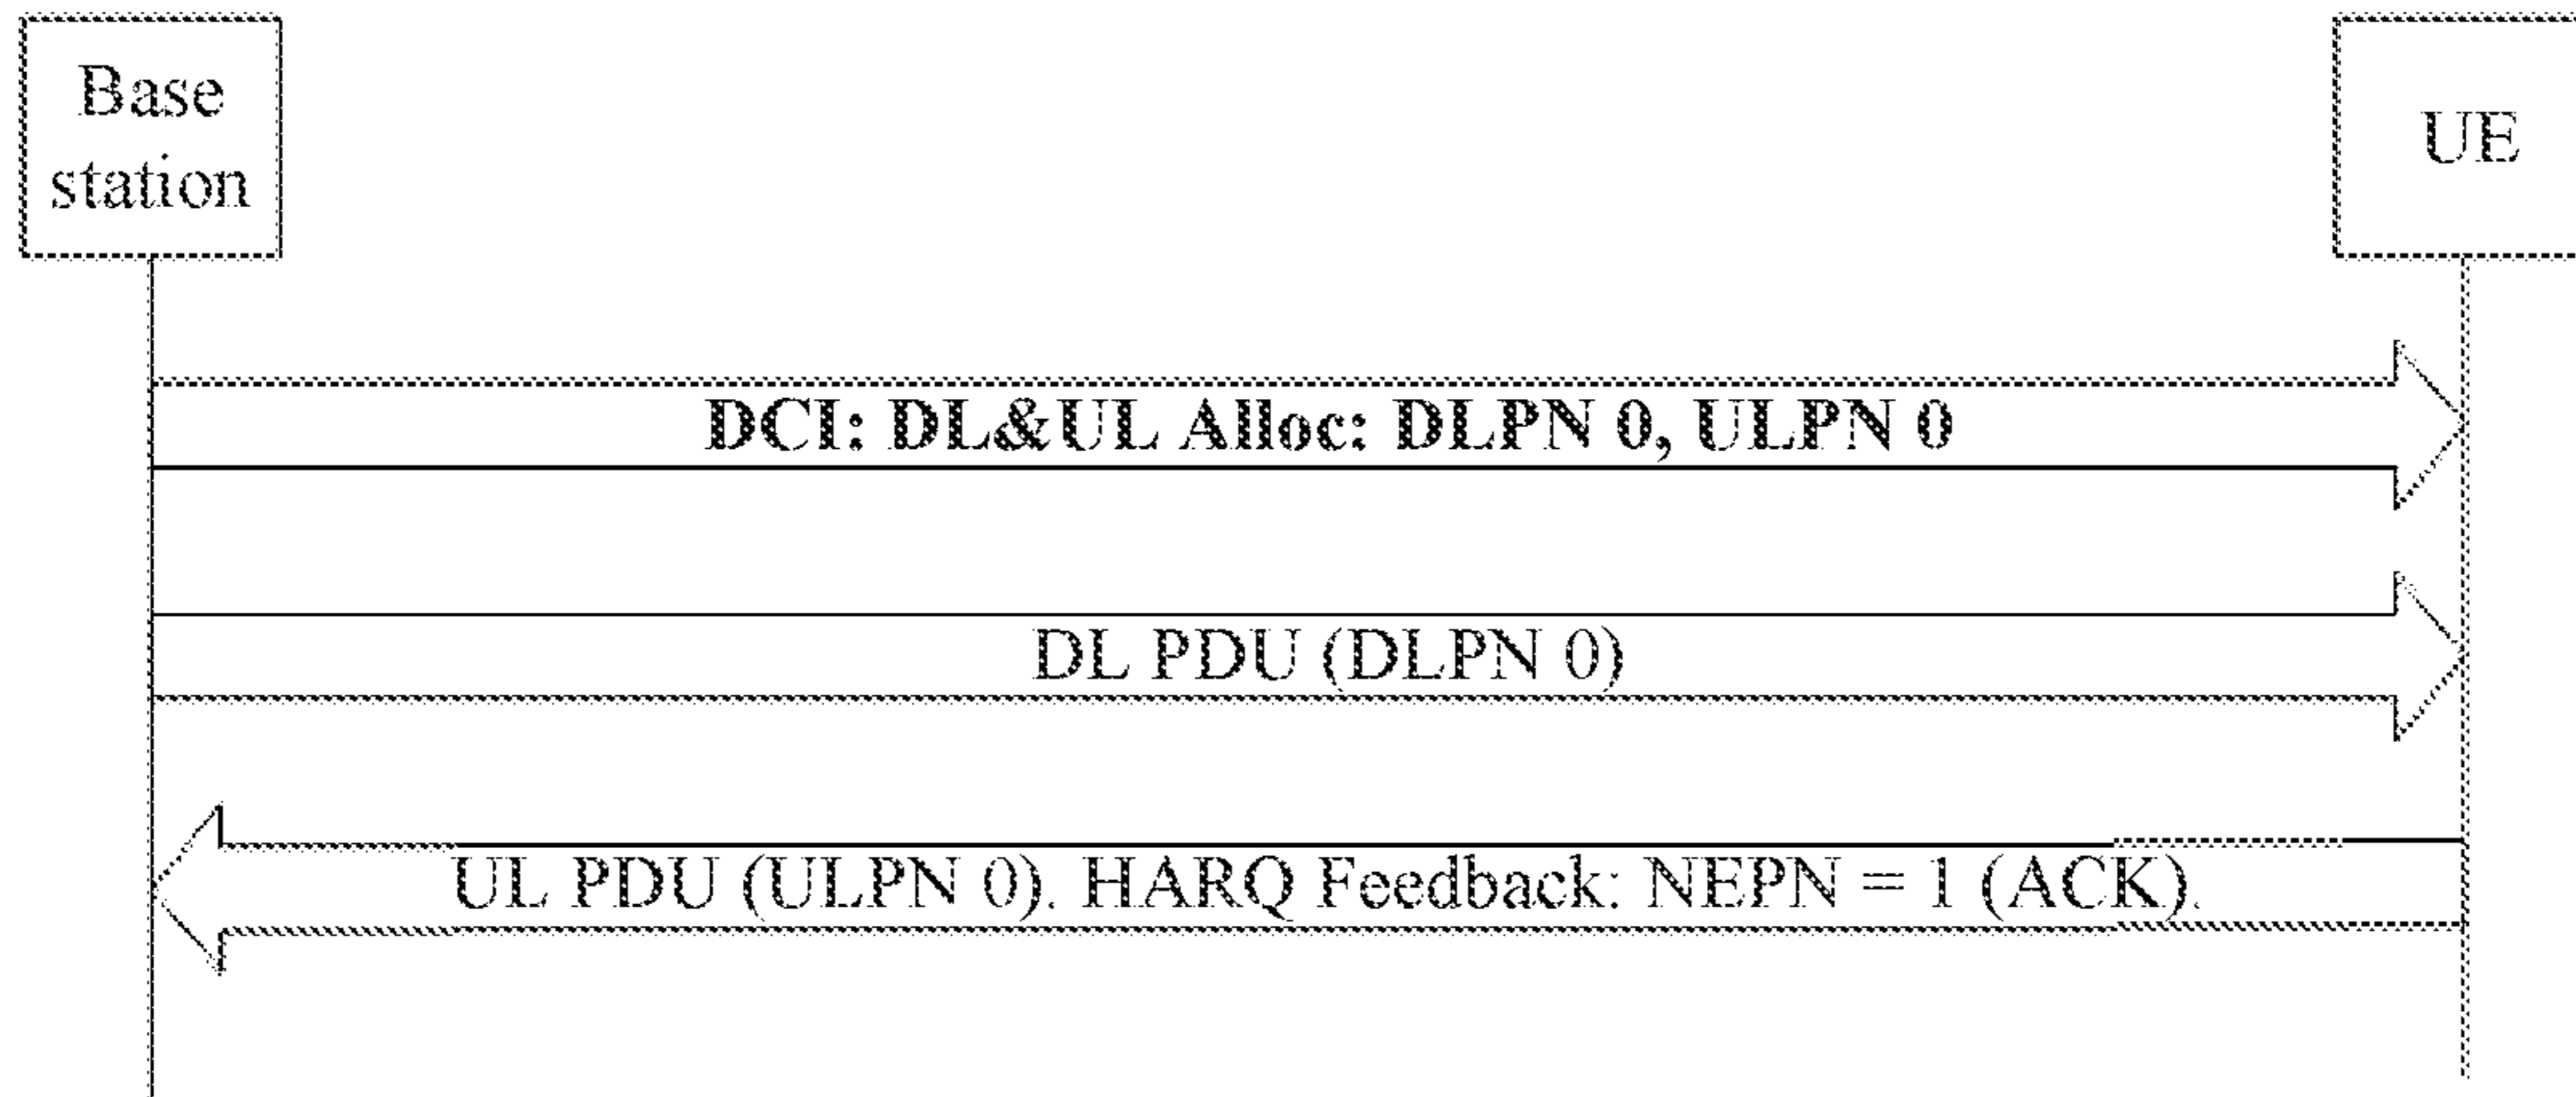 Base
station
UE
DCI: DL&UL Alloc: DLPN 0, ULPN 0
DL PDU (DLPN 0)
UL PDU (ULPN 0). HARQ Feedback: NEPN = 1 (ACK).